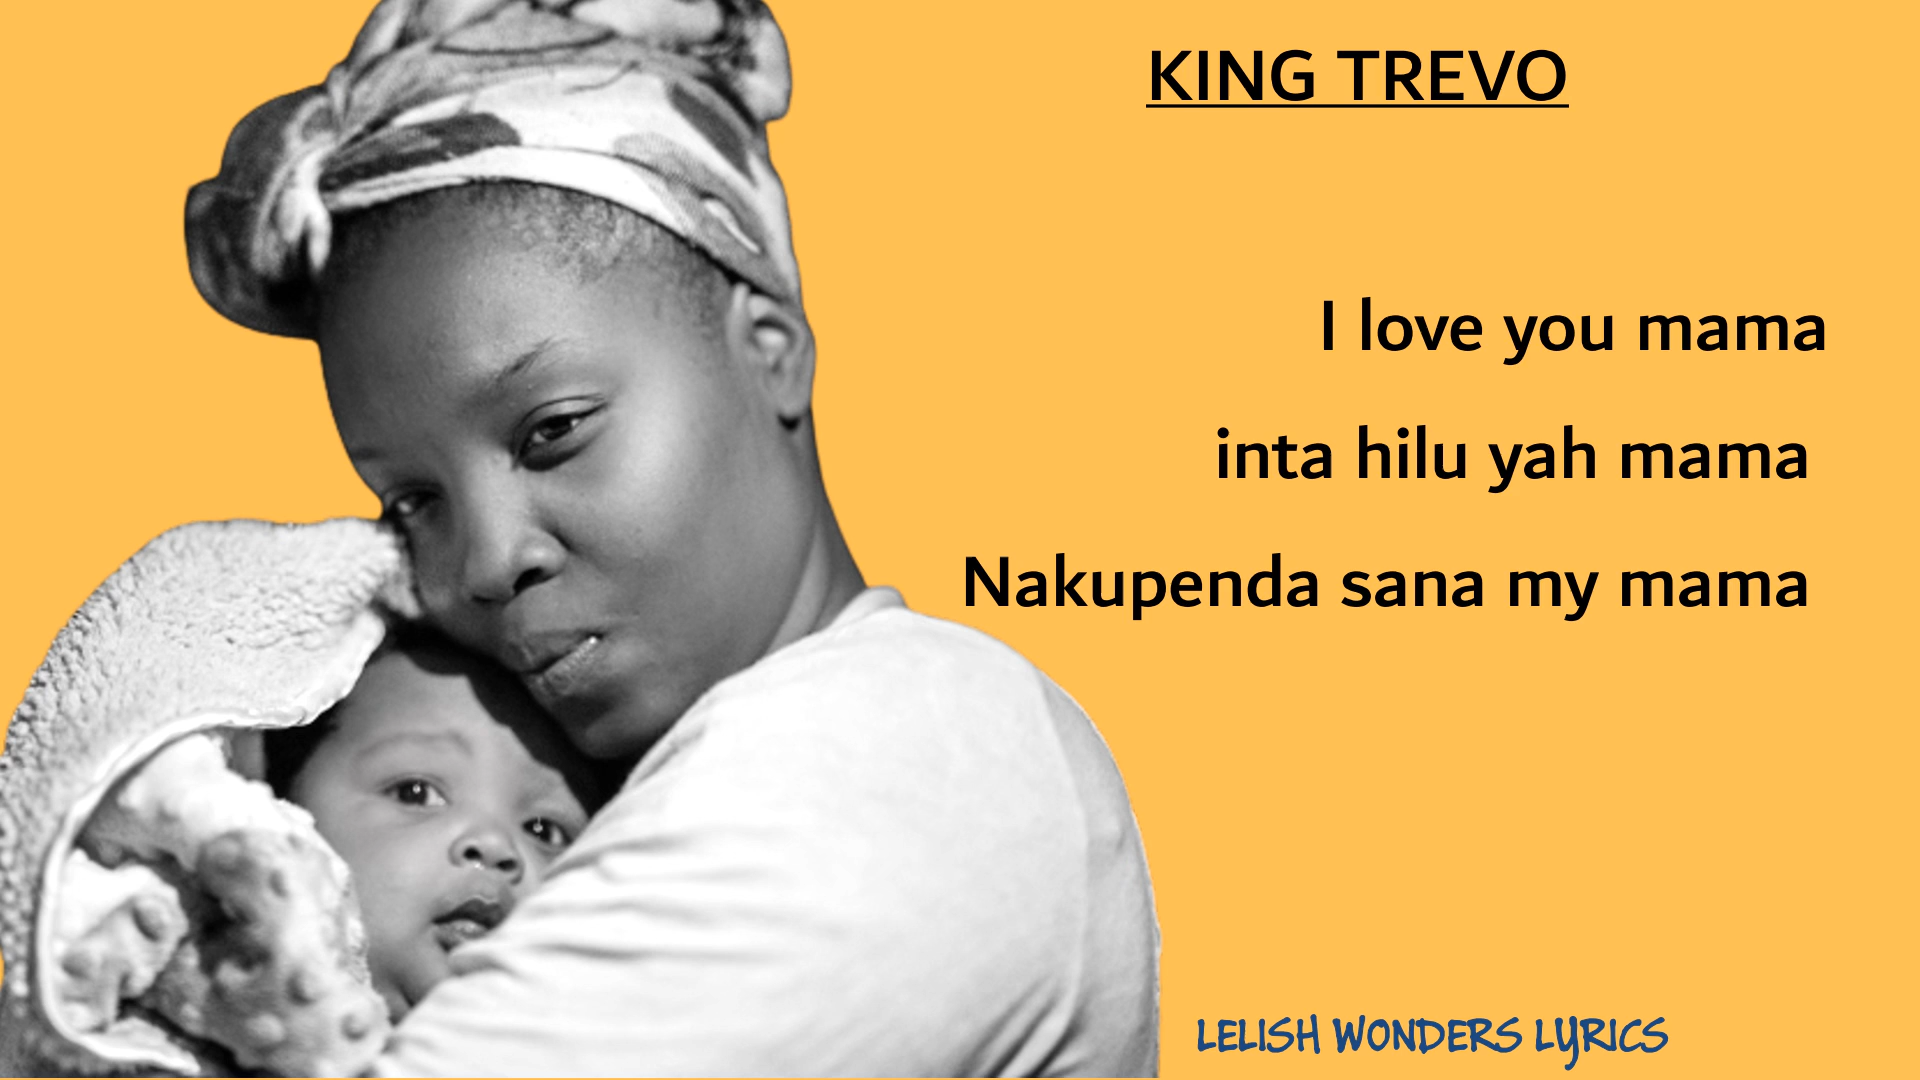 KING TREVO
I love you mama
inta hilu yah mama
Nakupenda sana my mama
LELISH WONDERS LYRICS